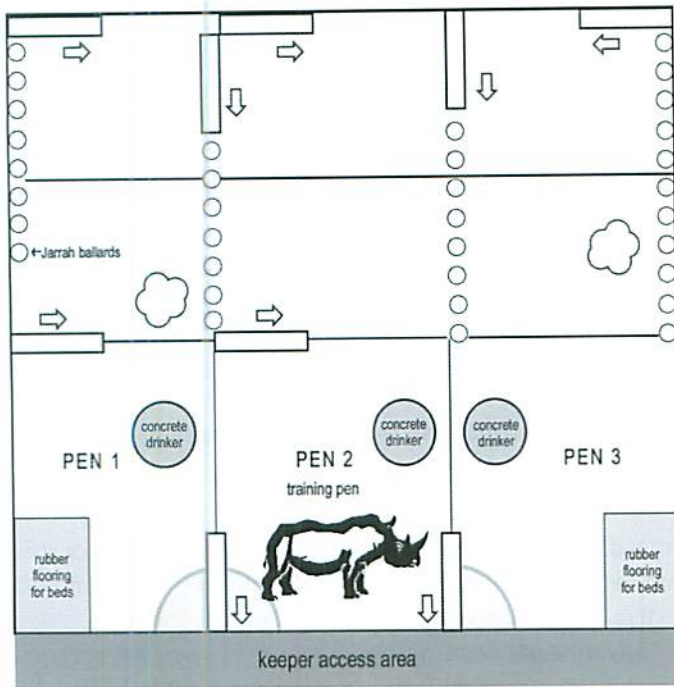 ←Jarrah ballards
concrete
drinker
concrete
drinker
concrete
drinker
PEN 1
PEN 2
training pen
PEN 3
rubber
flooring
for beds
rubber
flooring
for beds
keeper access area